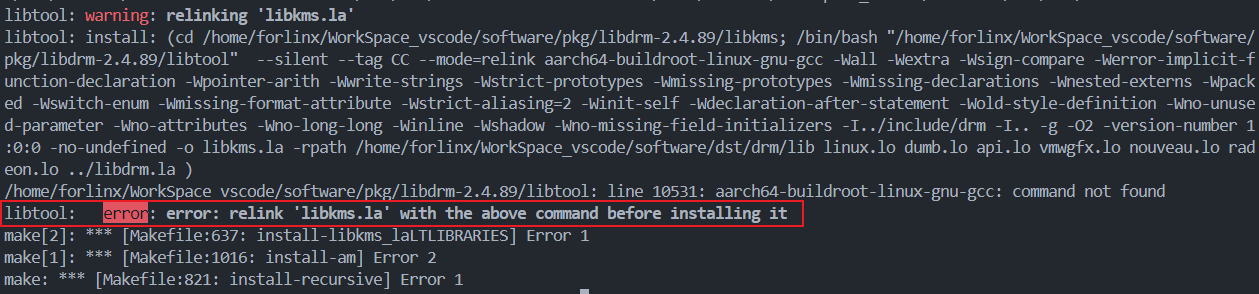 libtool: warning: relinking 'libkms.la'
libtool: install: (cd /home/forlinx/WorkSpace_vscode/software/pkg/libdrm-2.4.89/libkms; /bin/bash "/home/forlinx/WorkSpace_vscode/software/
pkg/libdrm-2.4.89/libtool"  --silent --tag CC --mode=relink aarch64-buildroot-linux-gnu-gcc -Wall -Wextra -Wsign-compare -Werror-implicit-f
unction-declaration -Wpointer-arith -Wwrite-strings -Wstrict-prototypes -Wmissing-prototypes -Wmissing-declarations -Wnested-externs -Wpack
ed -Wswitch-enum -Wmissing-format-attribute -Wstrict-aliasing=2 -Winit-self -Wdeclaration-after-statement -Wold-style-definition -Wno-unuse
d-parameter -Wno-attributes -Wno-long-long -Winline -Wshadow -Wno-missing-field-initializers -I../include/drm -I.. -g -O2 -version-number 1
:0:0 -no-undefined -o libkms.la -rpath /home/forlinx/WorkSpace_vscode/software/dst/drm/lib linux.lo dumb.lo api.lo vmwgfx.lo nouveau.lo rad
eon.lo ../libdrm.la )
/home/forlinx/WorkSpace_vscode/software/pkg/libdrm-2.4.89/libtool: line 10531: aarch64-buildroot-linux-gnu-gcc: command not found
libtool:   error: error: relink 'libkms.la' with the above command before installing it
make[2]: *** [Makefile:637: install-libkms_laLTLIBRARIES] Error 1
make[1]: *** [Makefile:1016: install-am] Error 2
make: *** [Makefile:821: install-recursive] Error 1